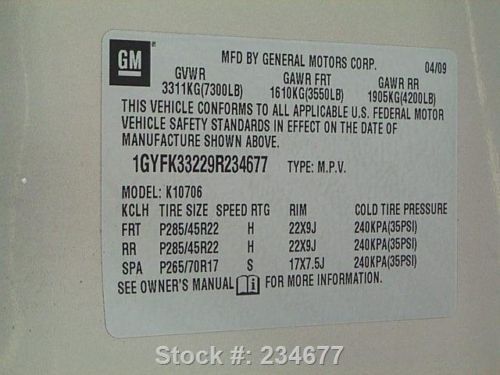 GM
MFD BY GENERAL MOTORS CORP. 04/09
GVWR GAWR FRT GAWR RR
3311KG(7300LB) 1610KG(3550LB) 1905KG(4200LB)
THIS VEHICLE CONFORMS TO ALL APPLICABLE U.S. FEDERAL MOTOR
VEHICLE SAFETY STANDARDS IN EFFECT ON THE DATE OF
MANUFACTURE SHOWN ABOVE.
1GYFK33229R234677 TYPE: M.P.V.
MODEL: K10706
KCLH TIRE SIZE SPEED RTG RIM COLD TIRE PRESSURE
FRT P285/45R22 H 22X9J 240KPA(35PSI)
RR P285/45R22 H 22X9J 240KPA(35PSI)
SPA P265/70R17 S 17X7.5J 240KPA(35PSI)
SEE OWNER'S MANUAL FOR MORE INFORMATION.
Stock #: 234677